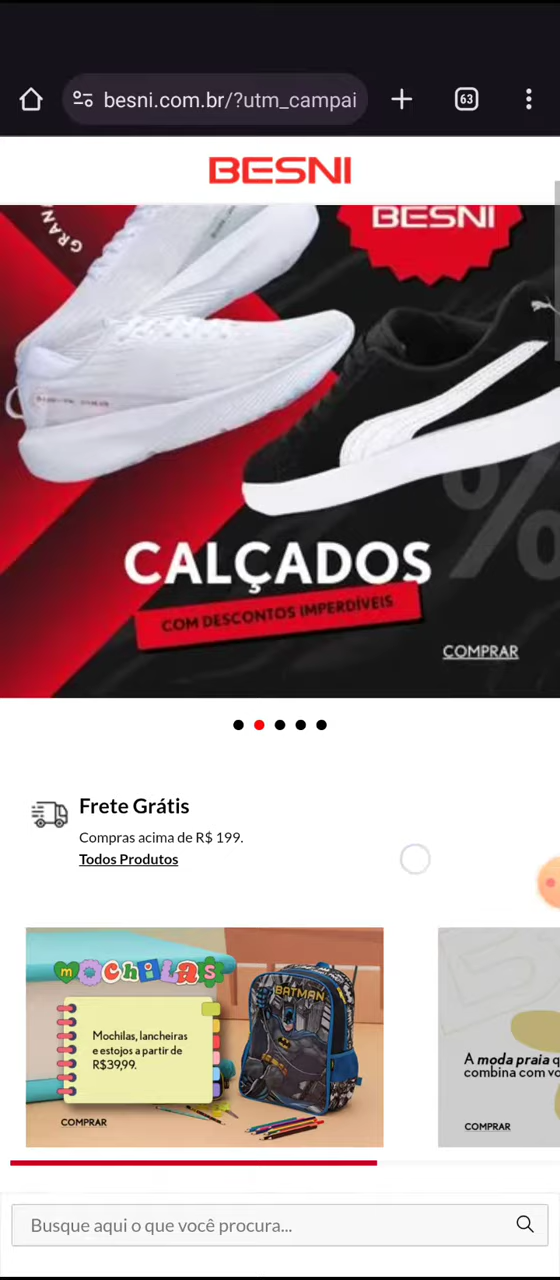 besni.com.br/?utm_campai
63
BESNI
GRAN
BESNI
%
CALÇADOS
COM DESCONTOS IMPERDÍVEIS
COMPRAR
Frete Grátis
Compras acima de R$ 199.
Todos Produtos
mochilas
BATMAN
Mochilas, lancheiras
e estojos a partir de
R$39,99.
COMPRAR
A moda praia q
combina com vo
COMPRAR
Busque aqui o que você procura...